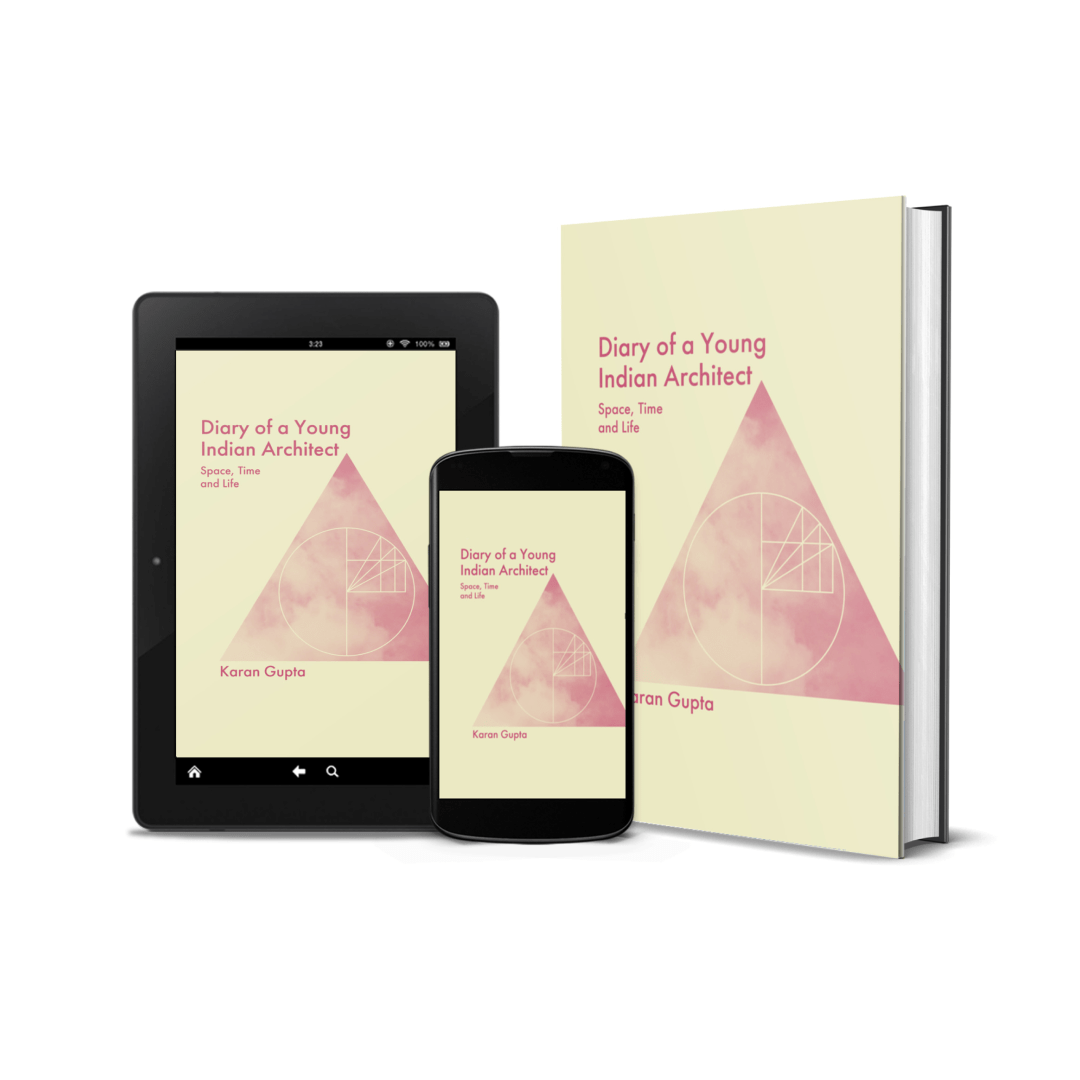 3:23
100%
Diary of a Young
Indian Architect
Space, Time
and Life
Karan Gupta
Diary of a Young
Indian Architect
Space, Time
and Life
Karan Gupta
Diary of a Young
Indian Architect
Space, Time
and Life
aran Gupta